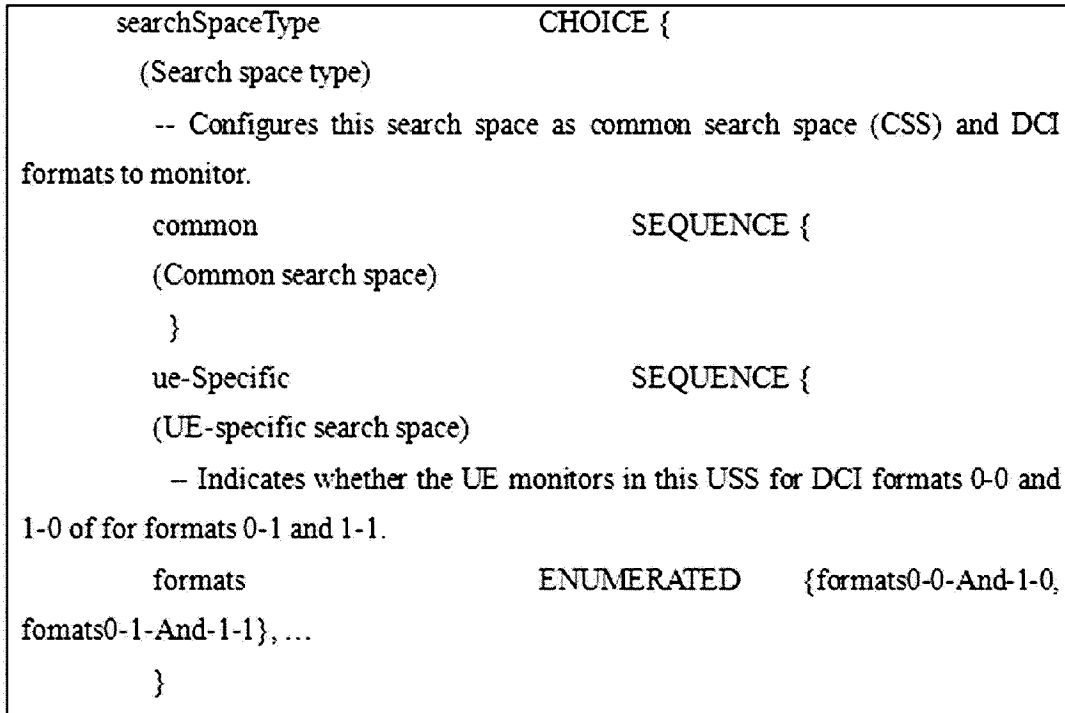 searchSpaceType CHOICE {
(Search space type)
-- Configures this search space as common search space (CSS) and DCI
formats to monitor.
common SEQUENCE {
(Common search space)
}
ue-Specific SEQUENCE {
(UE-specific search space)
-- Indicates whether the UE monitors in this USS for DCI formats 0-0 and
1-0 of for formats 0-1 and 1-1.
formats ENUMERATED {formats0-0-And-1-0,
fomats0-1-And-1-1}, ...
}